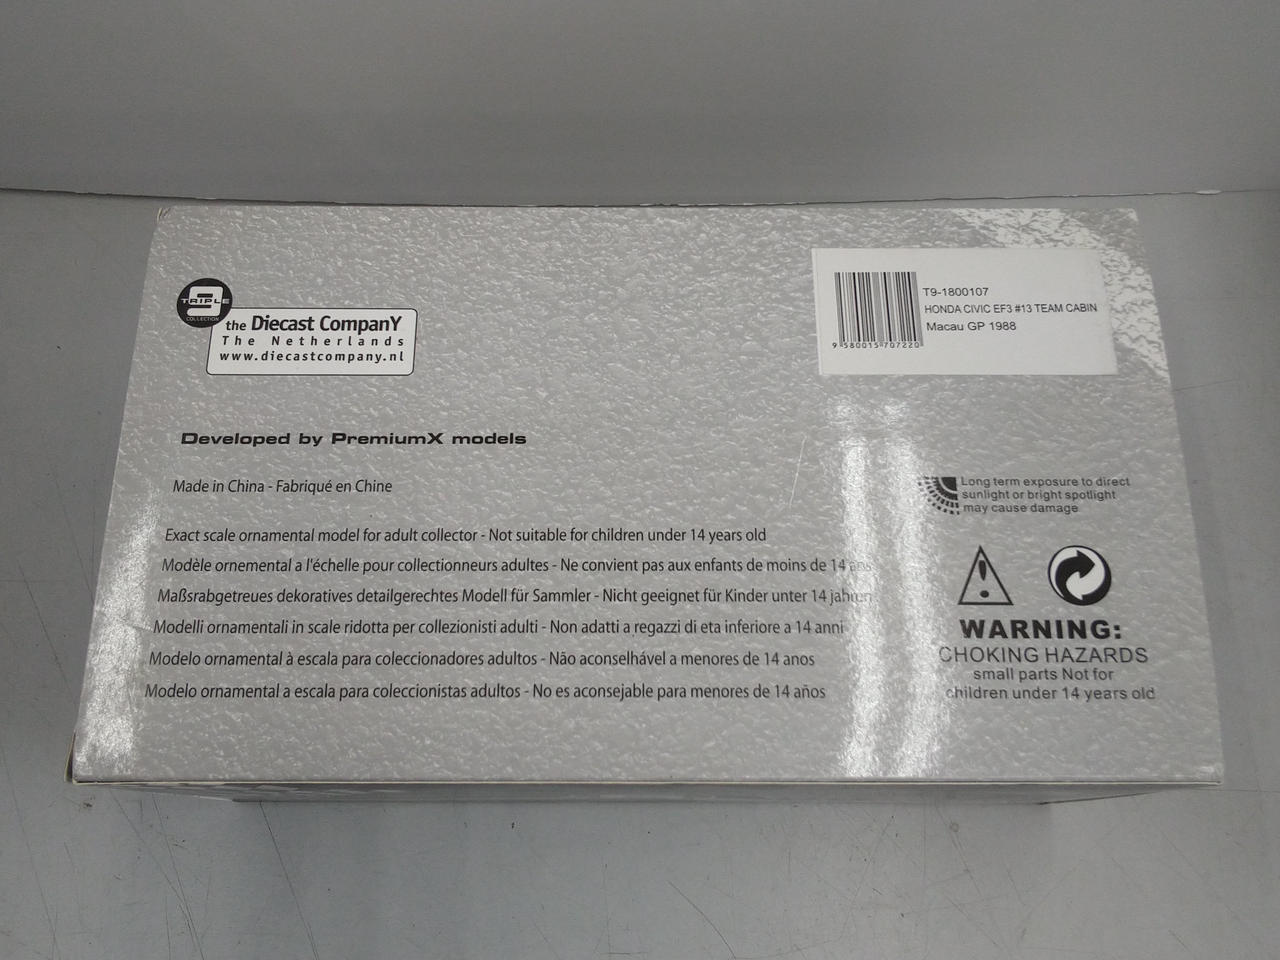 TRIPLE
9
COLLECTION
the Diecast CompanY
The Netherlands
www.diecastcompany.nl
T9-1800107
HONDA CIVIC EF3 #13 TEAM CABIN
Macau GP 1988
9 580015 707220
Developed by PremiumX models
Made in China - Fabriqué en Chine
Exact scale ornamental model for adult collector - Not suitable for children under 14 years old
Modèle ornemental a l'échelle pour collectionneurs adultes - Ne convient pas aux enfants de moins de 14 ans
Maßsrabgetreues dekoratives detailgerechtes Modell für Sammler - Nicht geeignet für Kinder unter 14 jahren
Modelli ornamentali in scale ridotta per collezionisti adulti - Non adatti a regazzi di eta inferiore a 14 anni
Modelo ornamental à escala para coleccionadores adultos - Não aconselhável a menores de 14 anos
Modelo ornamental a escala para coleccionistas adultos - No es aconsejable para menores de 14 años
Long term exposure to direct
sunlight or bright spotlight
may cause damage
WARNING:
CHOKING HAZARDS
small parts Not for
children under 14 years old